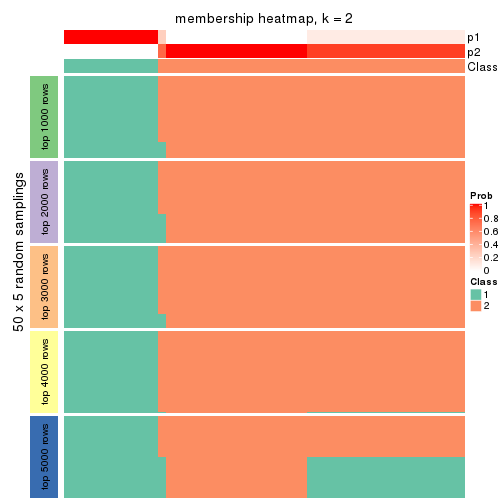 membership heatmap, k = 2
p1
p2
Class
50 x 5 random samplings
top 1000 rows
top 2000 rows
top 3000 rows
top 4000 rows
top 5000 rows
Prob
1
0.8
0.6
0.4
0.2
0
Class
1
2